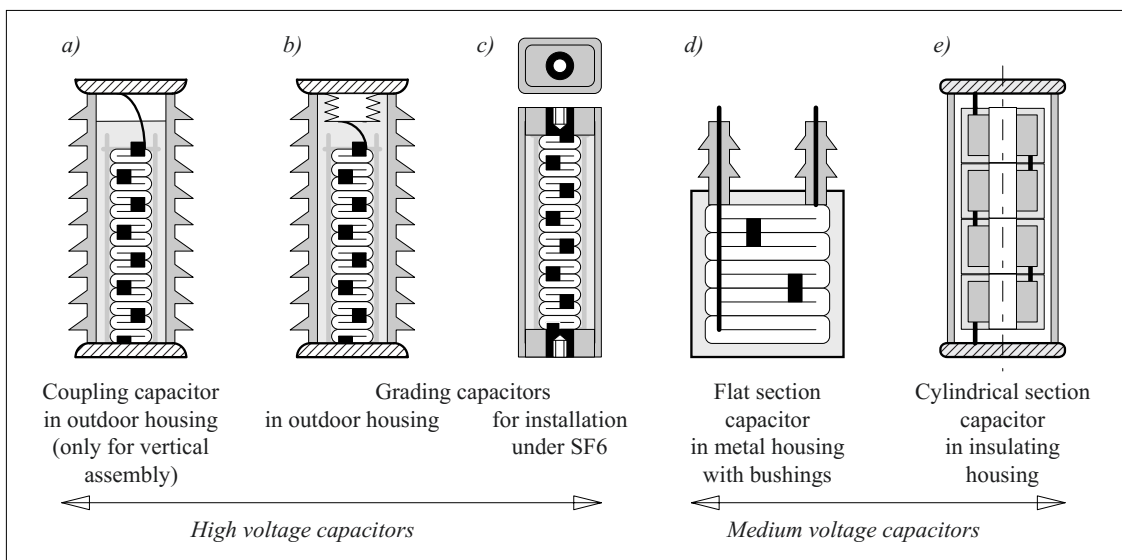 a)
b)
c)
d)
e)
Coupling capacitor
in outdoor housing
(only for vertical
assembly)
Grading capacitors
in outdoor housing
for installation
under SF6
Flat section
capacitor
in metal housing
with bushings
Cylindrical section
capacitor
in insulating
housing
High voltage capacitors
Medium voltage capacitors